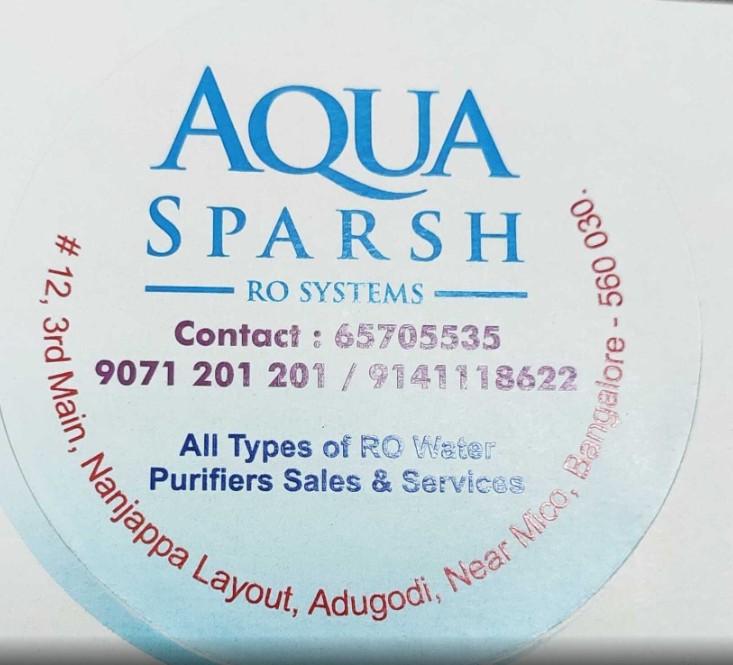 AQUA
SPARSH
RO SYSTEMS
Contact : 65705535
9071 201 201 / 9141118622
All Types of RO Water
Purifiers Sales & Services
# 12, 3rd Main, Nanjappa Layout, Adugodi, Near Mico, Bangalore - 560 030.